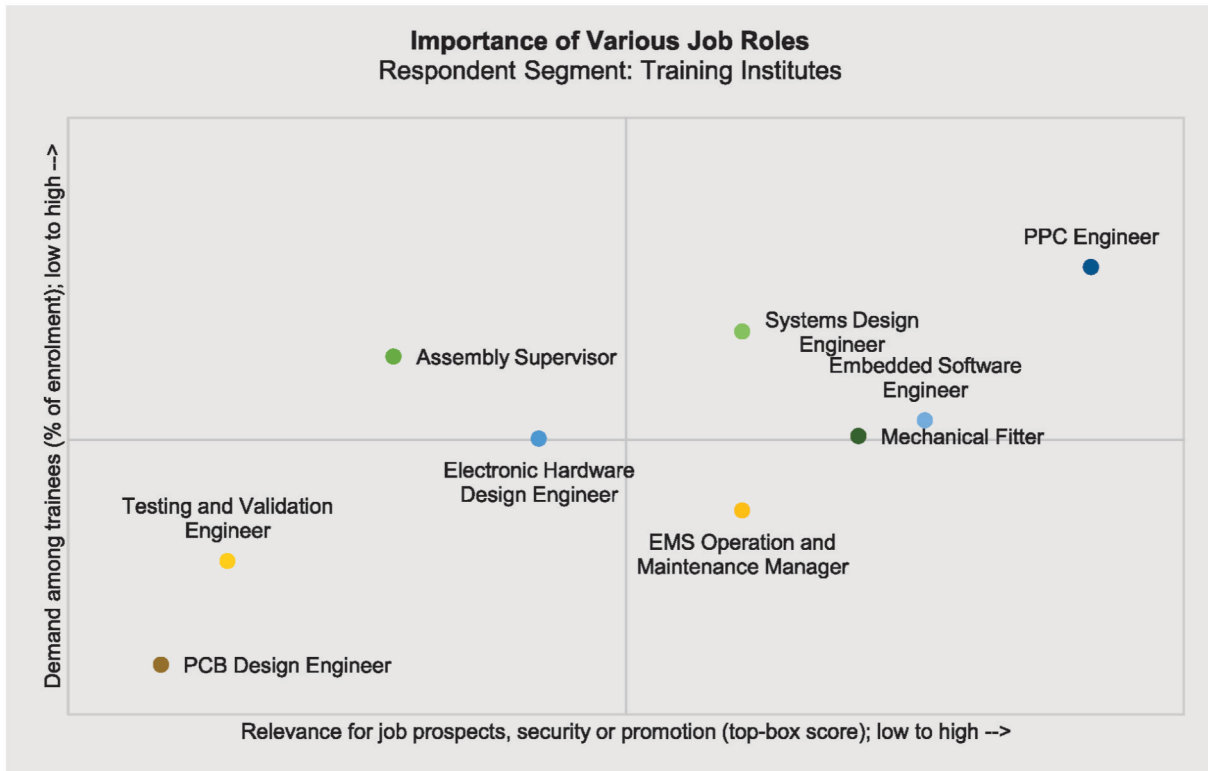 Importance of Various Job Roles
Respondent Segment: Training Institutes
Demand among trainees (% of enrolment); low to high -->
PPC Engineer
Systems Design
Engineer
Assembly Supervisor
Embedded Software
Engineer
Mechanical Fitter
Electronic Hardware
Design Engineer
Testing and Validation
Engineer
EMS Operation and
Maintenance Manager
PCB Design Engineer
Relevance for job prospects, security or promotion (top-box score); low to high -->